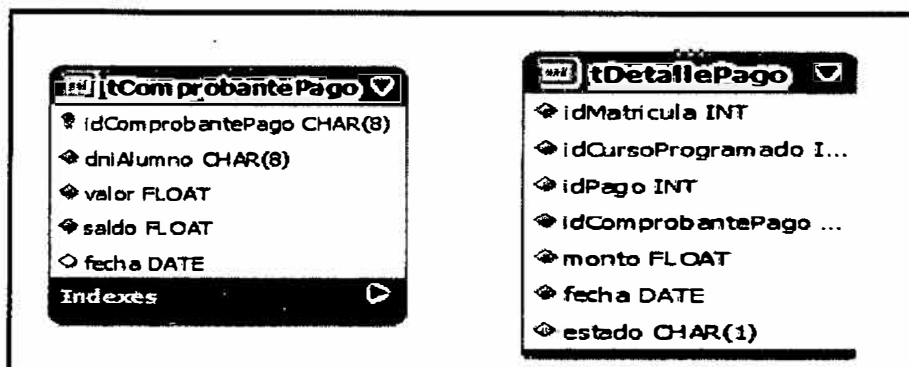 tComprobantePago
idComprobantePago CHAR(8)
dniAlumno CHAR(8)
valor FLOAT
saldo FLOAT
fecha DATE
Indexes
tDetallePago
idMatricula INT
idCursoProgramado I...
idPago INT
idComprobantePago ...
monto FLOAT
fecha DATE
estado CHAR(1)